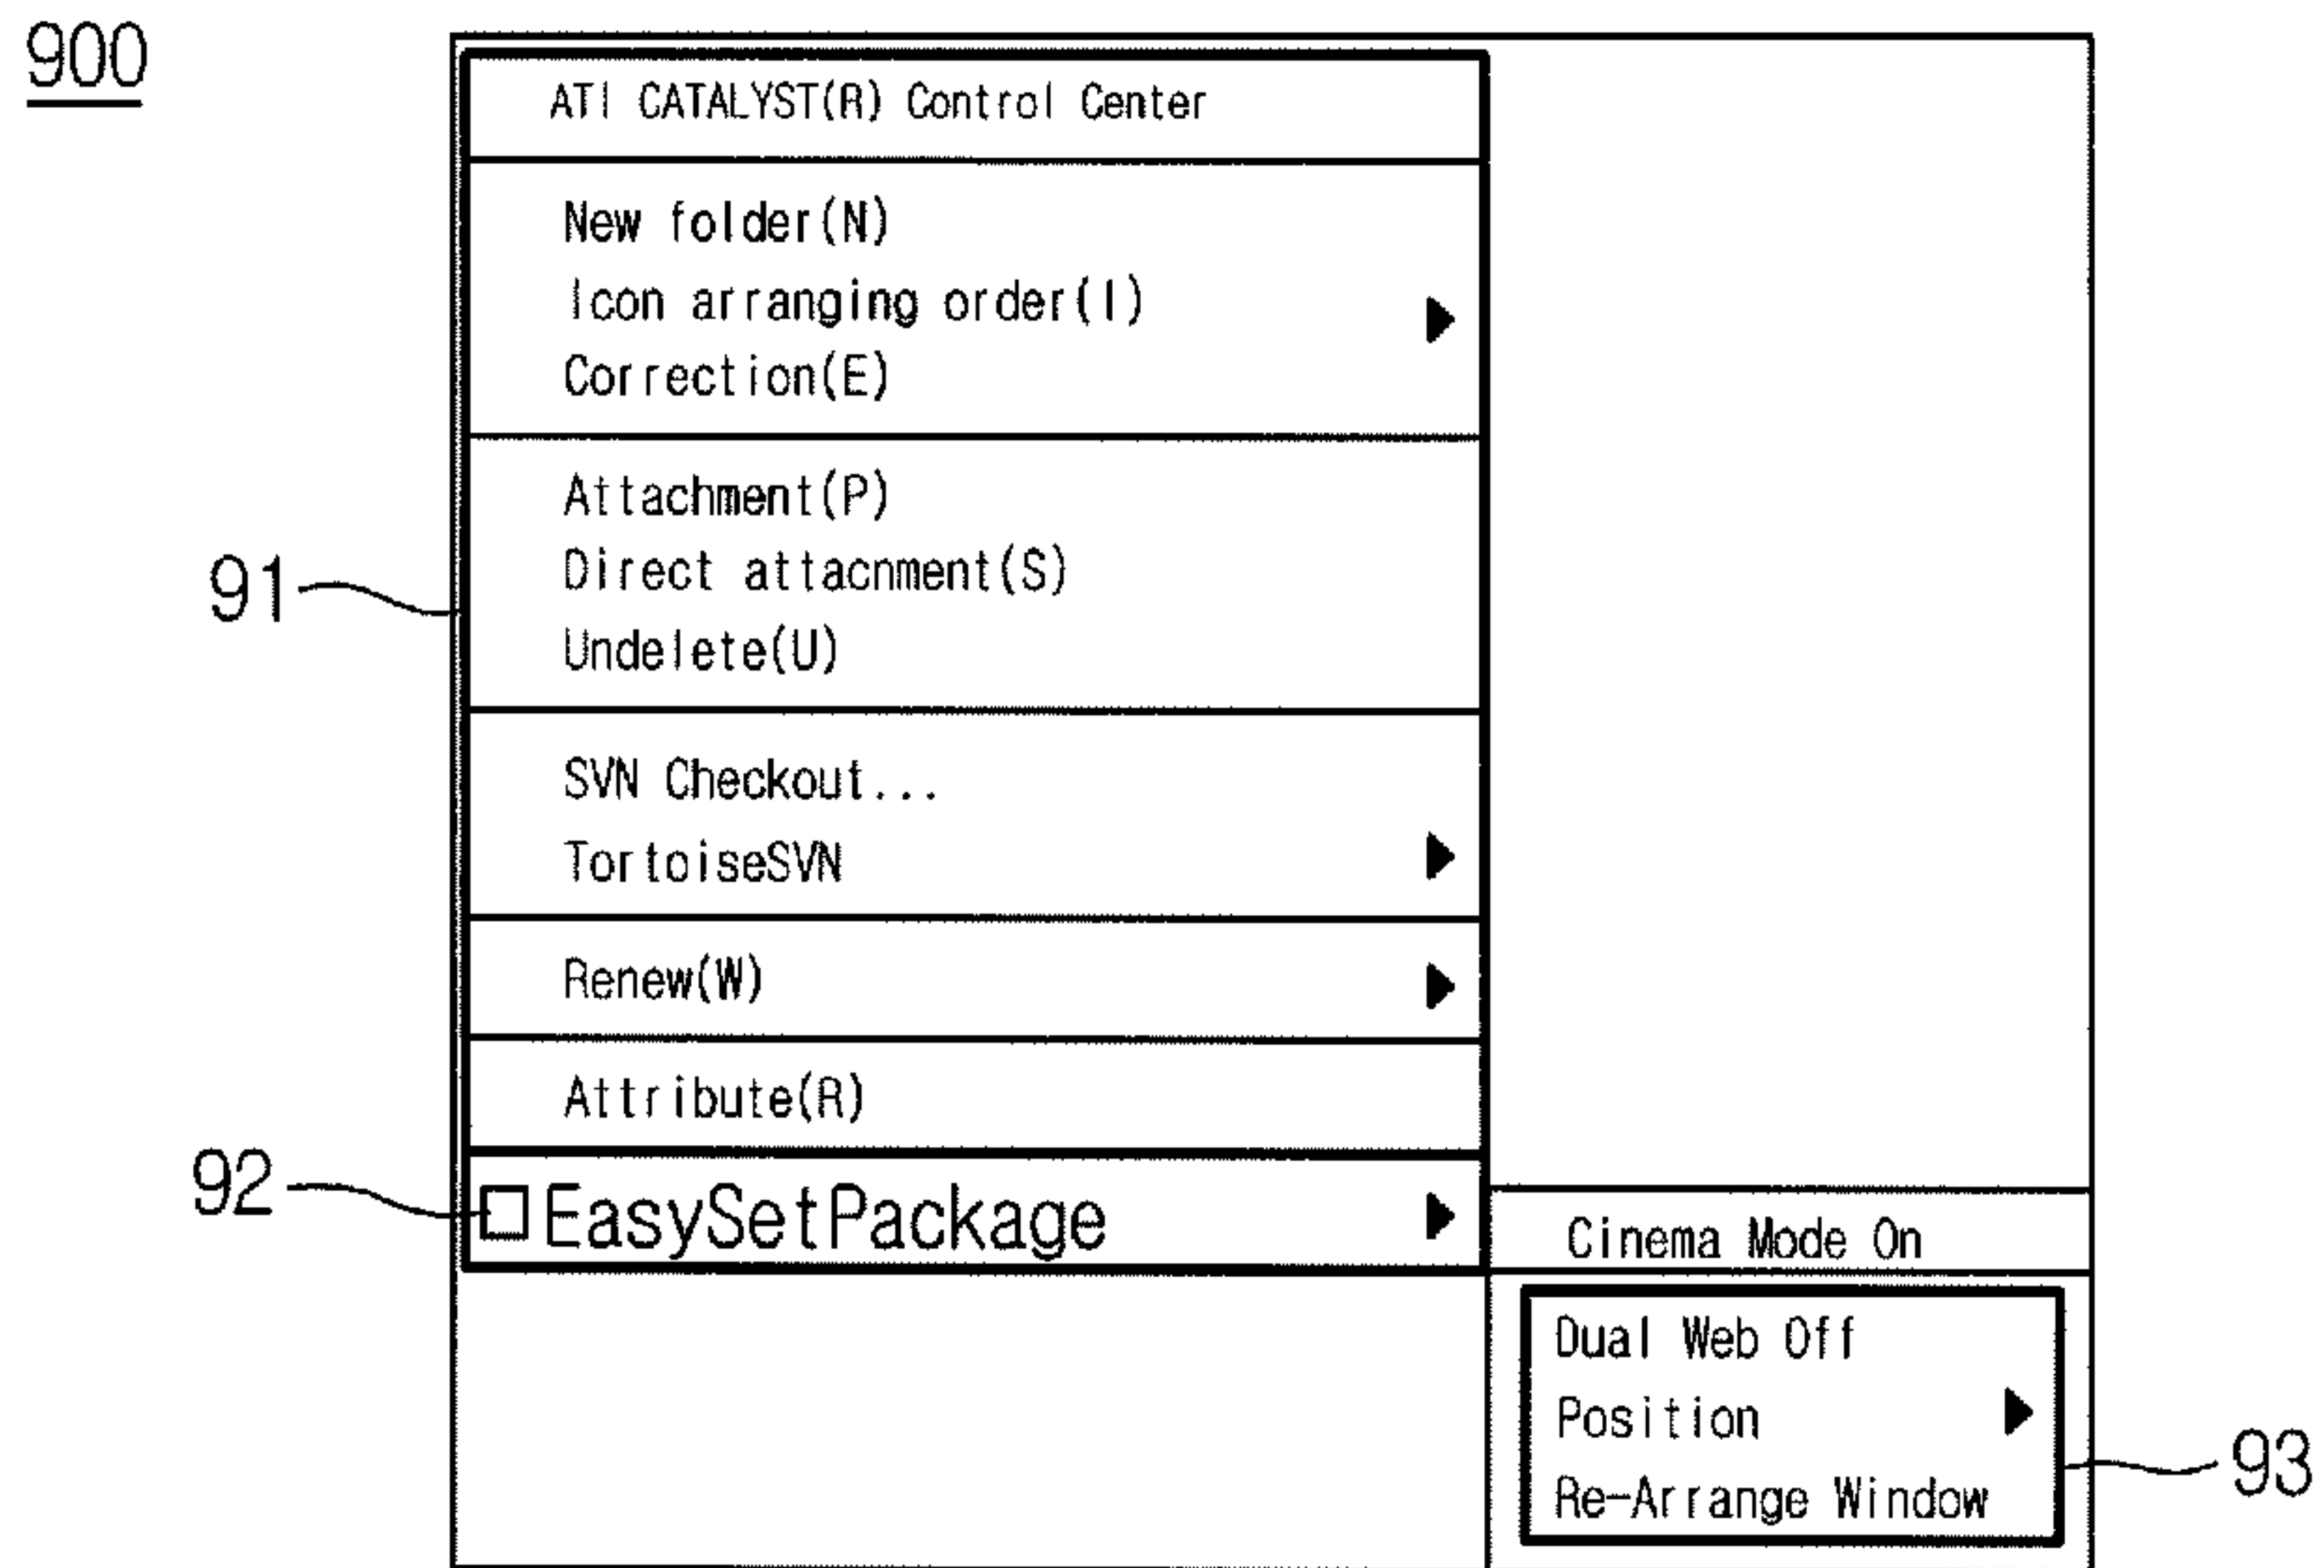 900
ATI CATALYST(R) Control Center
New folder(N)
Icon arranging order(I)
Correction(E)
Attachment(P)
Direct attacnment(S)
91
Undelete(U)
SVN Checkout...
TortoiseSVN
Renew(W)
Attribute(R)
92
EasySetPackage
Cinema Mode On
Dual Web Off
Position
93
Re-Arrange Window